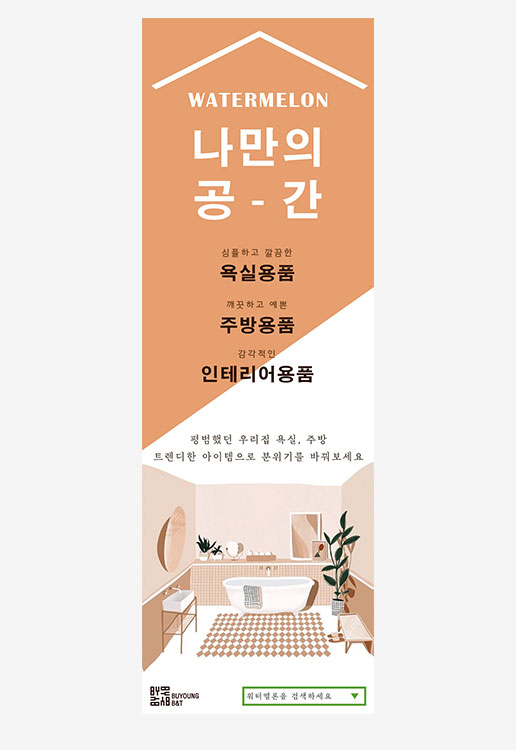 WATERMELON
나만의
공 - 간
심플하고 깔끔한
욕실용품
깨끗하고 예쁜
주방용품
감각적인
인테리어용품
평범했던 우리집 욕실, 주방
트렌디한 아이템으로 분위기를 바꿔보세요
BUYOUNG
B&T
워터멜론을 검색하세요